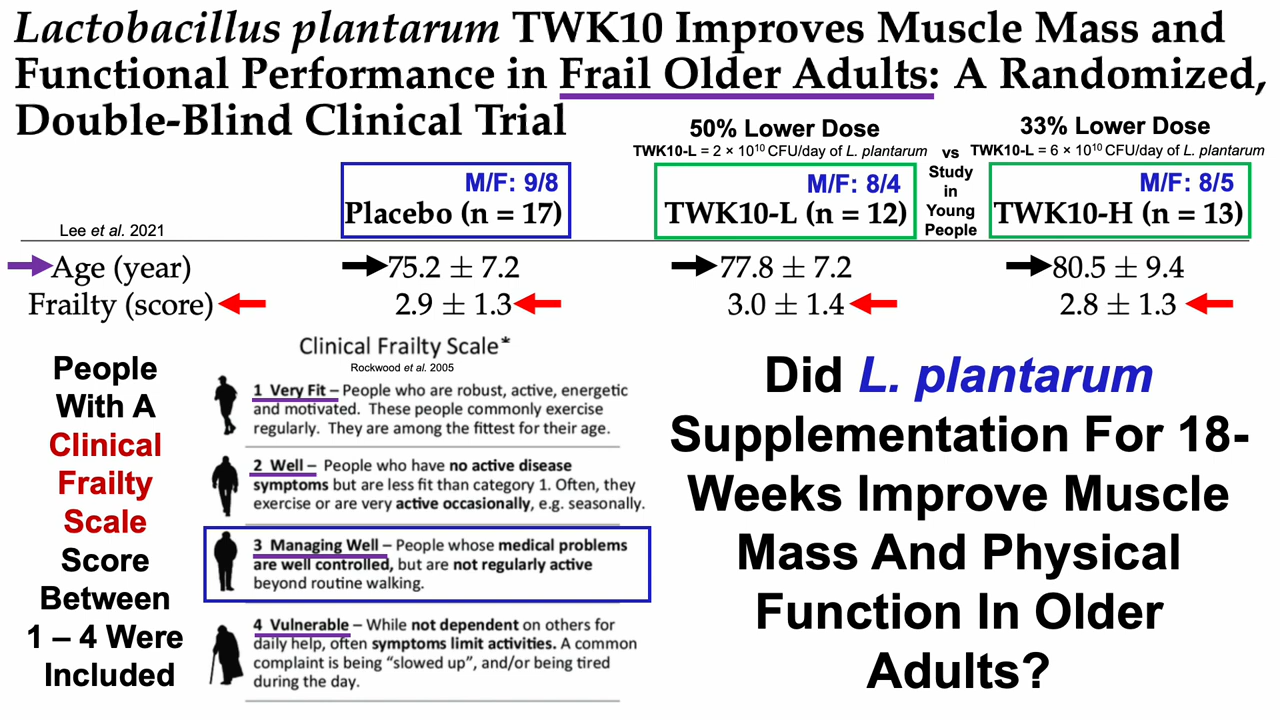 Lactobacillus plantarum TWK10 Improves Muscle Mass and
Functional Performance in Frail Older Adults: A Randomized,
Double-Blind Clinical Trial
50% Lower Dose
TWK10-L = 2 × 10¹⁰ CFU/day of L. plantarum
vs
Study
in
Young
People
33% Lower Dose
TWK10-L = 6 × 10¹⁰ CFU/day of L. plantarum
M/F: 9/8
Placebo (n = 17)
M/F: 8/4
TWK10-L (n = 12)
M/F: 8/5
TWK10-H (n = 13)
Lee et al. 2021
Age (year) 75.2 ± 7.2 77.8 ± 7.2 80.5 ± 9.4
Frailty (score) 2.9 ± 1.3 3.0 ± 1.4 2.8 ± 1.3
People
With A
Clinical
Frailty
Scale
Score
Between
1 – 4 Were
Included
Clinical Frailty Scale*
Rockwood et al. 2005
1 Very Fit – People who are robust, active, energetic
and motivated. These people commonly exercise
regularly. They are among the fittest for their age.
2 Well – People who have no active disease
symptoms but are less fit than category 1. Often, they
exercise or are very active occasionally, e.g. seasonally.
3 Managing Well – People whose medical problems
are well controlled, but are not regularly active
beyond routine walking.
4 Vulnerable – While not dependent on others for
daily help, often symptoms limit activities. A common
complaint is being “slowed up”, and/or being tired
during the day.
Did L. plantarum
Supplementation For 18-
Weeks Improve Muscle
Mass And Physical
Function In Older
Adults?